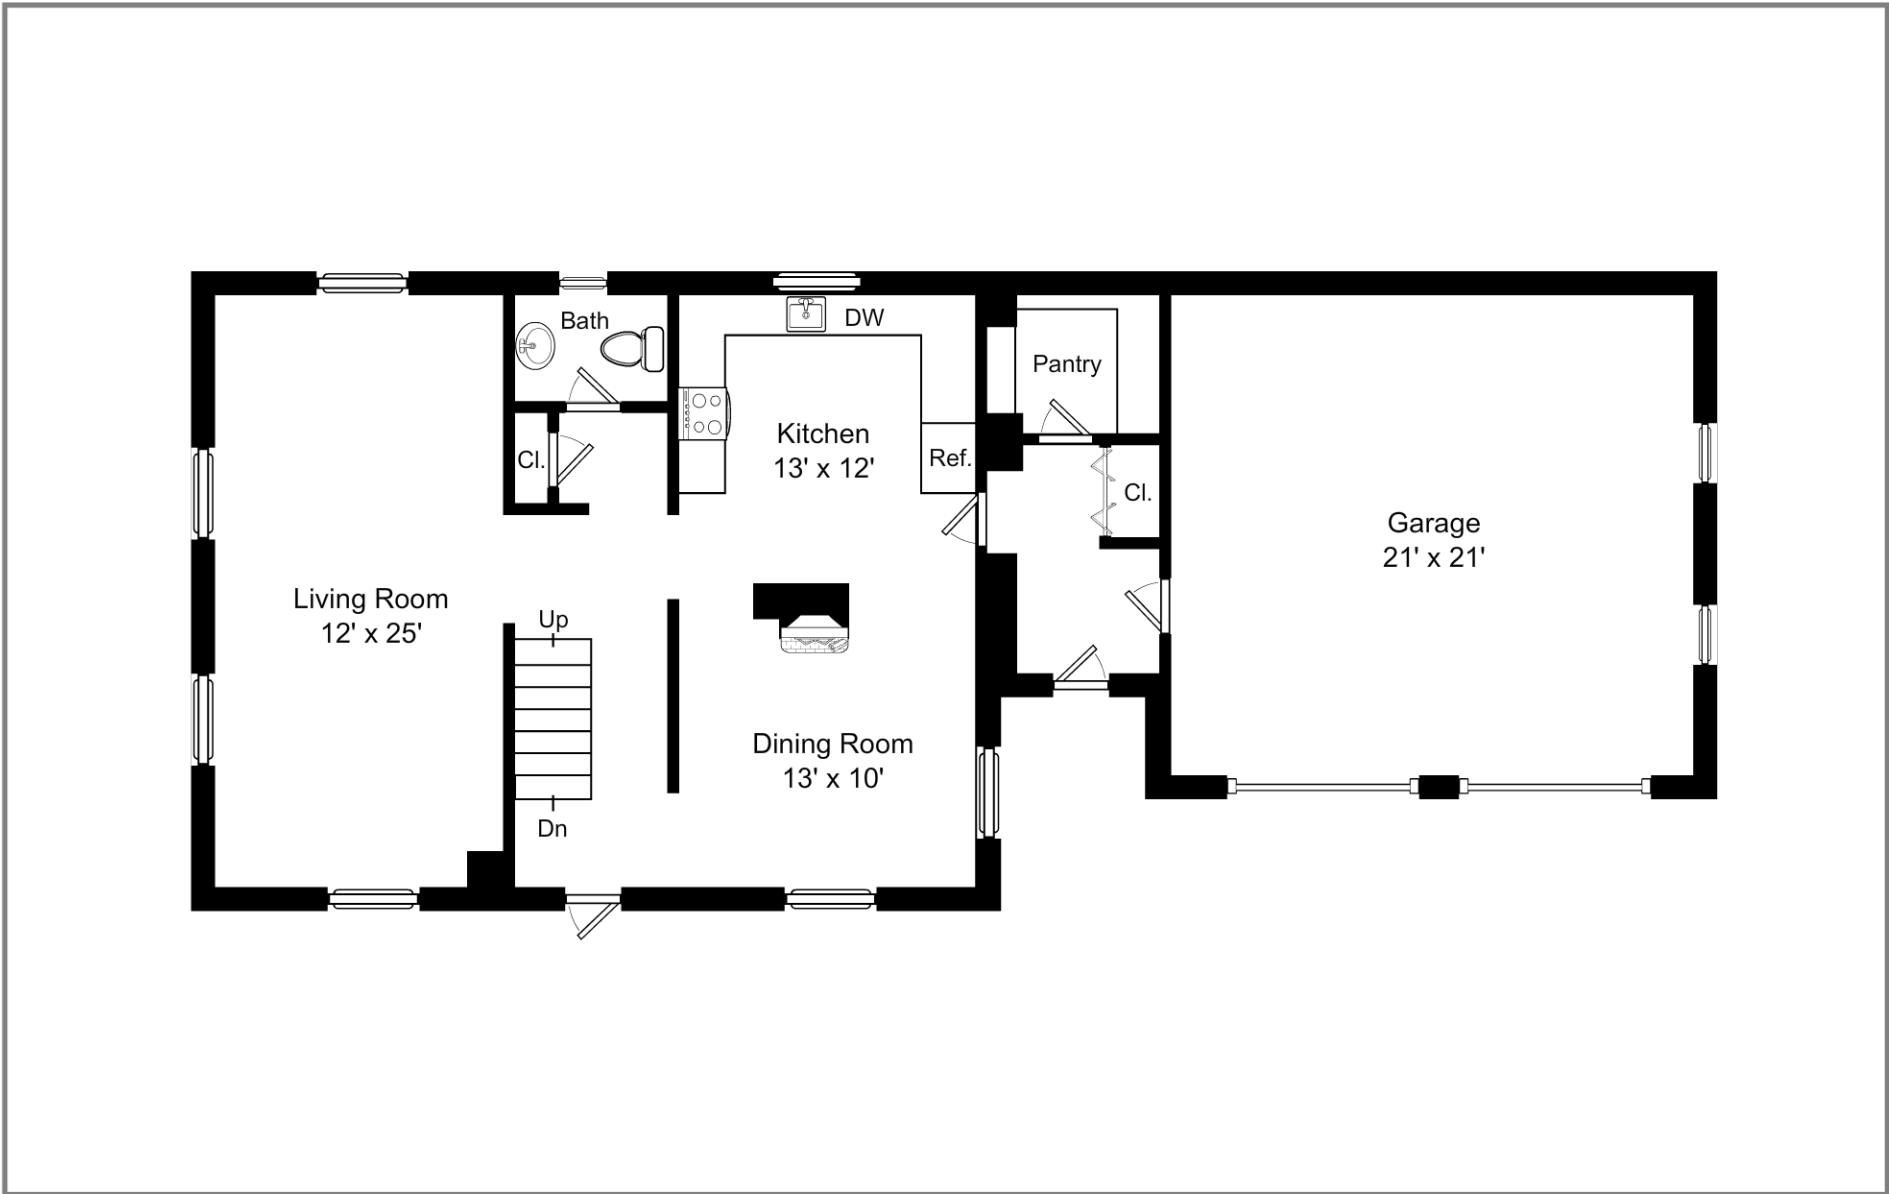 Bath
DW
Pantry
Kitchen
13' x 12'
Cl.
Ref.
Cl.
Garage
21' x 21'
Living Room
12' x 25'
Up
Dining Room
13' x 10'
Dn